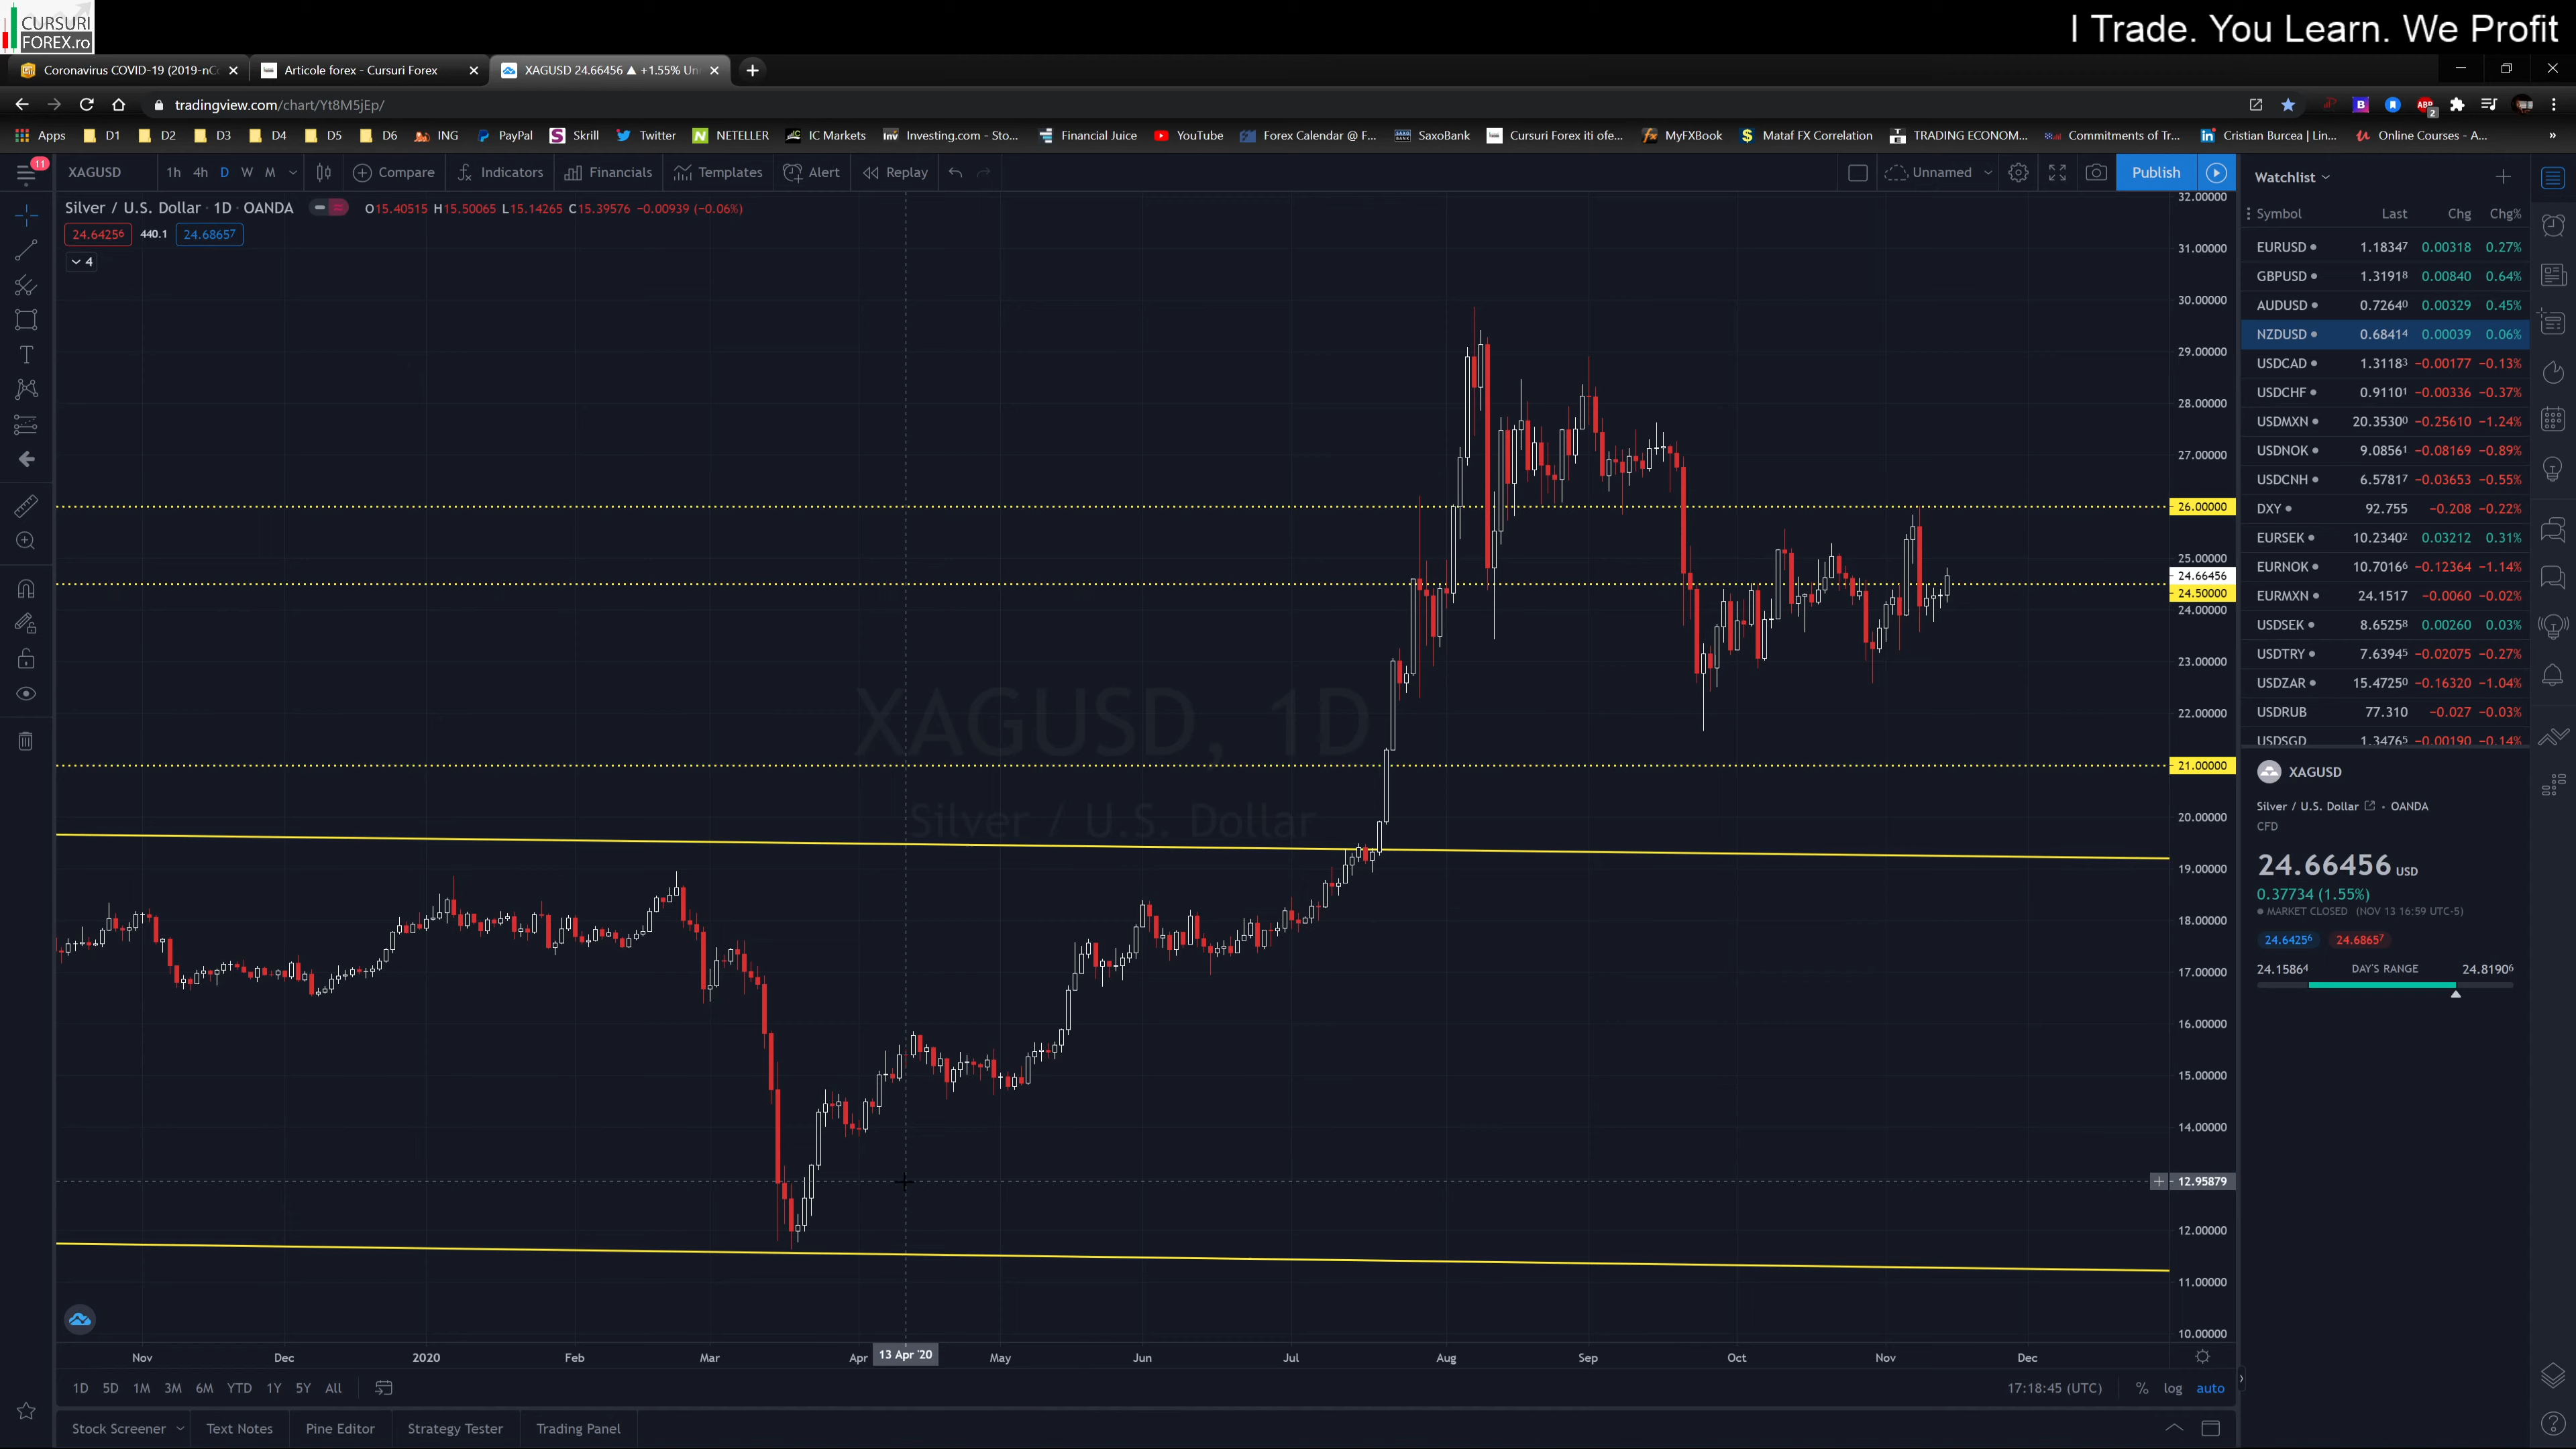 CURSURI
FOREX.ro
I Trade. You Learn. We Profit
Coronavirus COVID-19 (2019-nC
Articole forex - Cursuri Forex
XAGUSD 24.66456 ▲ +1.55% Un
tradingview.com/chart/Yt8M5jEp/
Apps D1 D2 D3 D4 D5 D6 ING PayPal Skrill Twitter NETELLER IC Markets Investing.com - Sto... Financial Juice YouTube Forex Calendar @ F... SaxoBank Cursuri Forex iti ofe... MyFXBook Mataf FX Correlation TRADING ECONOM... Commitments of Tr... Cristian Burcea | Lin... Online Courses - A... »
11
XAGUSD 1h 4h D W M Compare Indicators Financials Templates Alert Replay Unnamed Publish
Silver / U.S. Dollar · 1D · OANDA O15.40515 H15.50065 L15.14265 C15.39576 −0.00939 (−0.06%)
24.64256 440.1 24.68657
4
XAGUSD, 1D
Silver / U.S. Dollar
32.00000
31.00000
30.00000
29.00000
28.00000
27.00000
26.00000
25.00000
24.66456
24.50000
24.00000
23.00000
22.00000
21.00000
20.00000
19.00000
18.00000
17.00000
16.00000
15.00000
14.00000
12.95879
12.00000
11.00000
10.00000
Nov Dec 2020 Feb Mar Apr 13 Apr '20 May Jun Jul Aug Sep Oct Nov Dec
1D 5D 1M 3M 6M YTD 1Y 5Y All
17:18:45 (UTC) % log auto
Stock Screener Text Notes Pine Editor Strategy Tester Trading Panel
Watchlist
Symbol Last Chg Chg%
EURUSD 1.18347 0.00318 0.27%
GBPUSD 1.31918 0.00840 0.64%
AUDUSD 0.72640 0.00329 0.45%
NZDUSD 0.68414 0.00039 0.06%
USDCAD 1.31183 −0.00177 −0.13%
USDCHF 0.91101 −0.00336 −0.37%
USDMXN 20.35300 −0.25610 −1.24%
USDNOK 9.08561 −0.08169 −0.89%
USDCNH 6.57817 −0.03653 −0.55%
DXY 92.755 −0.208 −0.22%
EURSEK 10.23402 0.03212 0.31%
EURNOK 10.70166 −0.12364 −1.14%
EURMXN 24.1517 −0.0060 −0.02%
USDSEK 8.65258 0.00260 0.03%
USDTRY 7.63945 −0.02075 −0.27%
USDZAR 15.47250 −0.16320 −1.04%
USDRUB 77.310 −0.027 −0.03%
USDSGD 1.34765 −0.00190 −0.14%
XAGUSD
Silver / U.S. Dollar · OANDA
CFD
24.66456 USD
0.37734 (1.55%)
MARKET CLOSED (NOV 13 16:59 UTC-5)
24.64256 24.68657
24.15864 DAY'S RANGE 24.81906